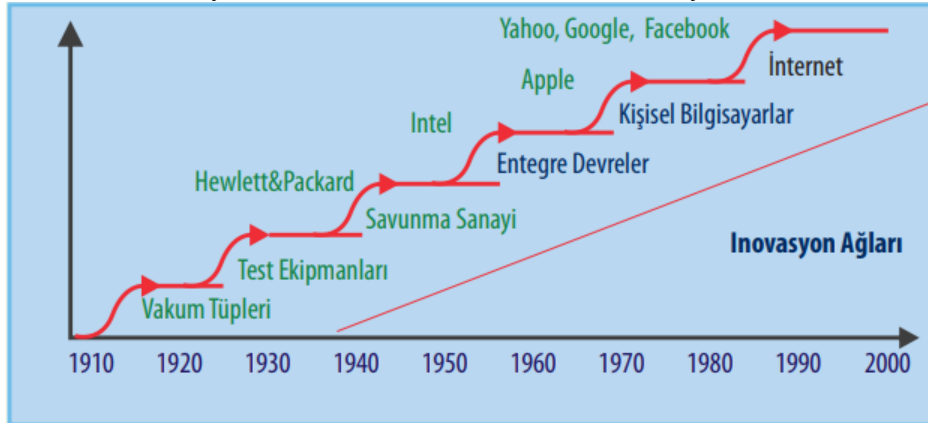 Yahoo, Google, Facebook
İnternet
Apple
Kişisel Bilgisayarlar
Intel
Entegre Devreler
Hewlett&Packard
Savunma Sanayi
Inovasyon Ağları
Test Ekipmanları
Vakum Tüpleri
1910 1920 1930 1940 1950 1960 1970 1980 1990 2000